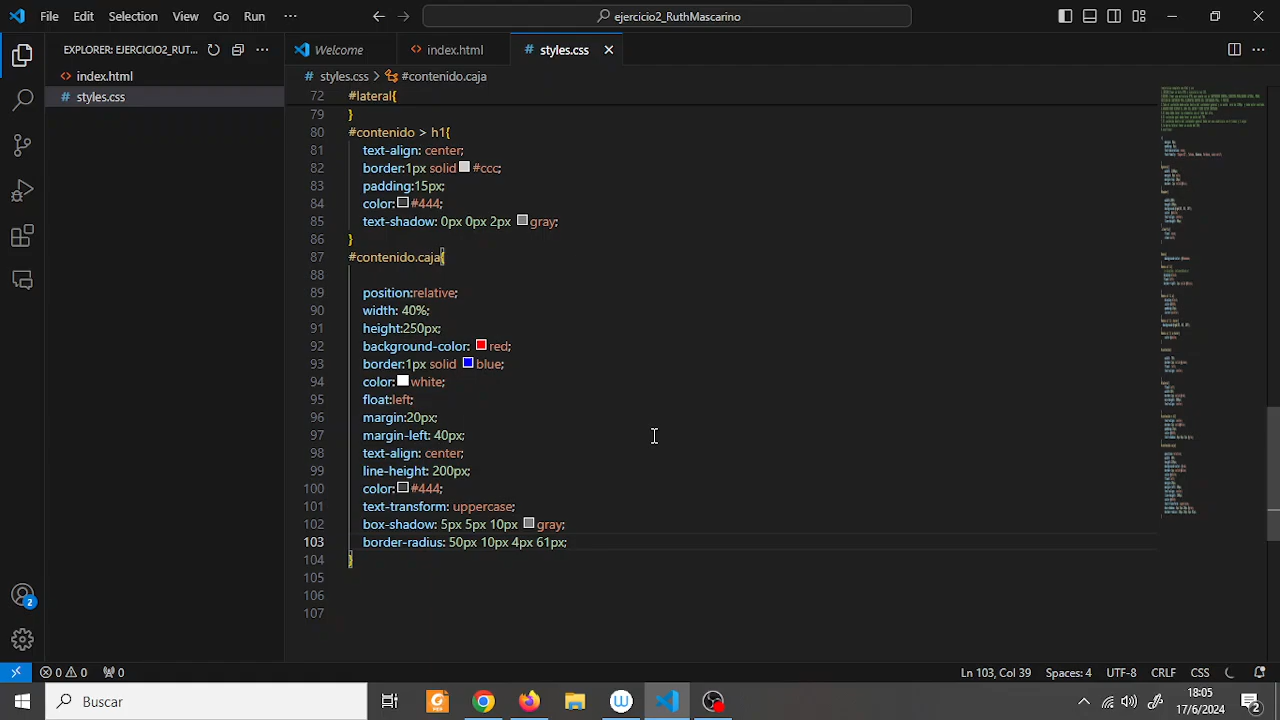 File Edit Selection View Go Run ··· ejercicio2_RuthMascarino
EXPLORER: EJERCICIO2_RUT... ···
index.html
styles.css
Welcome index.html styles.css
styles.css > #contenido.caja
72 #lateral{
79 }
80 #contenido > h1{
81 text-align: center;
82 border:1px solid #ccc;
83 padding:15px;
84 color: #444;
85 text-shadow: 0px 0px 2px gray;
86 }
87 #contenido.caja{
88
89 position:relative;
90 width: 40%;
91 height:250px;
92 background-color: red;
93 border:1px solid blue;
94 color: white;
95 float:left;
96 margin:20px;
97 margin-left: 40px;
98 text-align: center;
99 line-height: 200px;
100 color: #444;
101 text-transform: uppercase;
102 box-shadow: 5px 5px 10px gray;
103 border-radius: 50px 10px 4px 61px;
104 }
105
106
107
2
0 0 0 Ln 103, Col 39 Spaces: 4 UTF-8 CRLF CSS
Buscar
18:05
17/6/2024
2